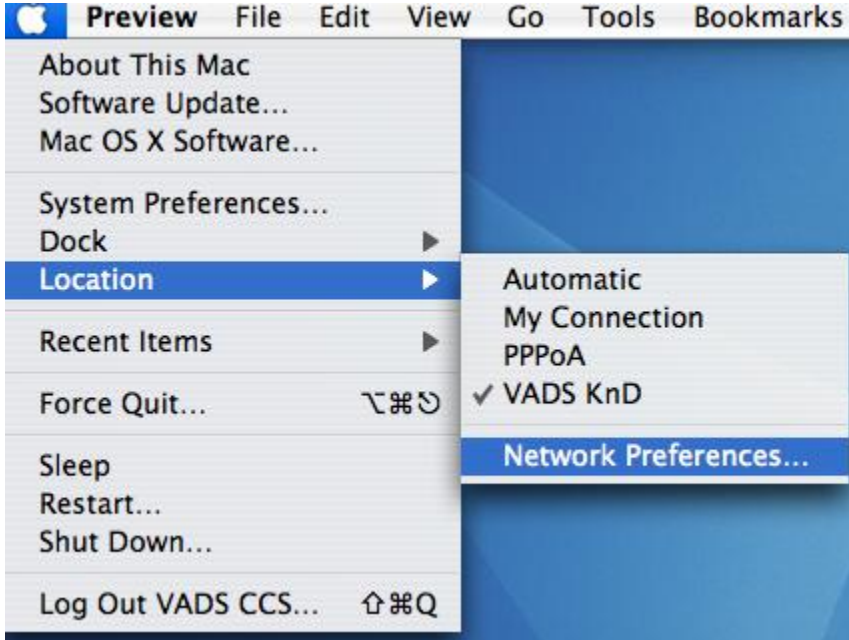 Preview File Edit View Go Tools Bookmarks
About This Mac
Software Update...
Mac OS X Software...
System Preferences...
Dock
Location
Recent Items
Force Quit... ⌥⌘⎋
Sleep
Restart...
Shut Down...
Log Out VADS CCS... ⇧⌘Q
Automatic
My Connection
PPPoA
✓ VADS KnD
Network Preferences...